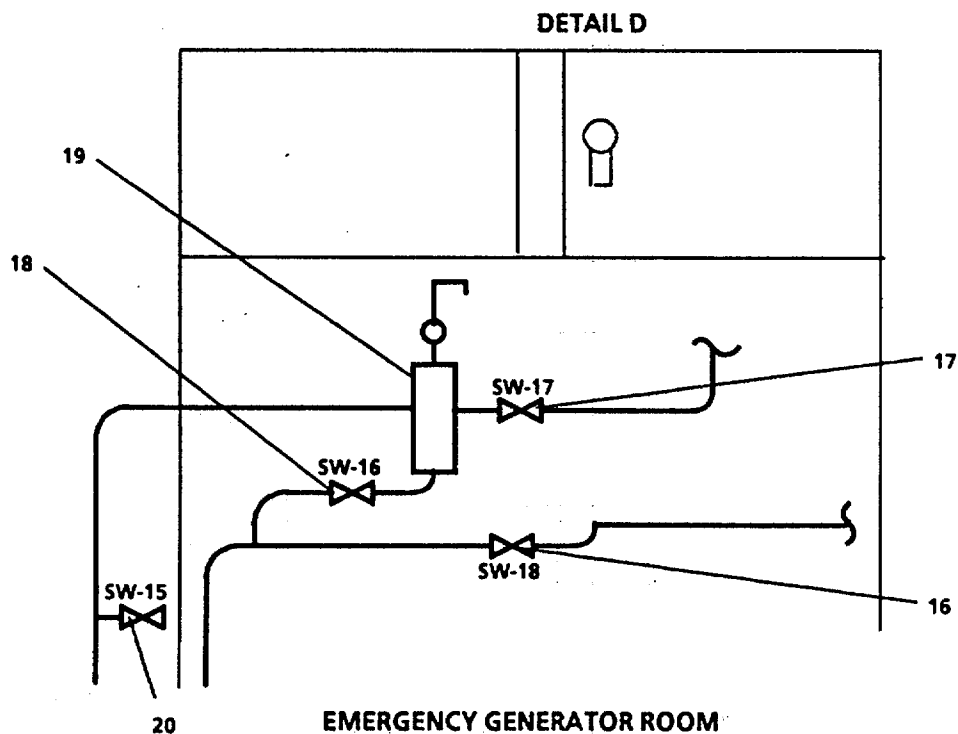 DETAIL D
19
18
17
SW-17
SW-16
SW-18
16
SW-15
20
EMERGENCY GENERATOR ROOM